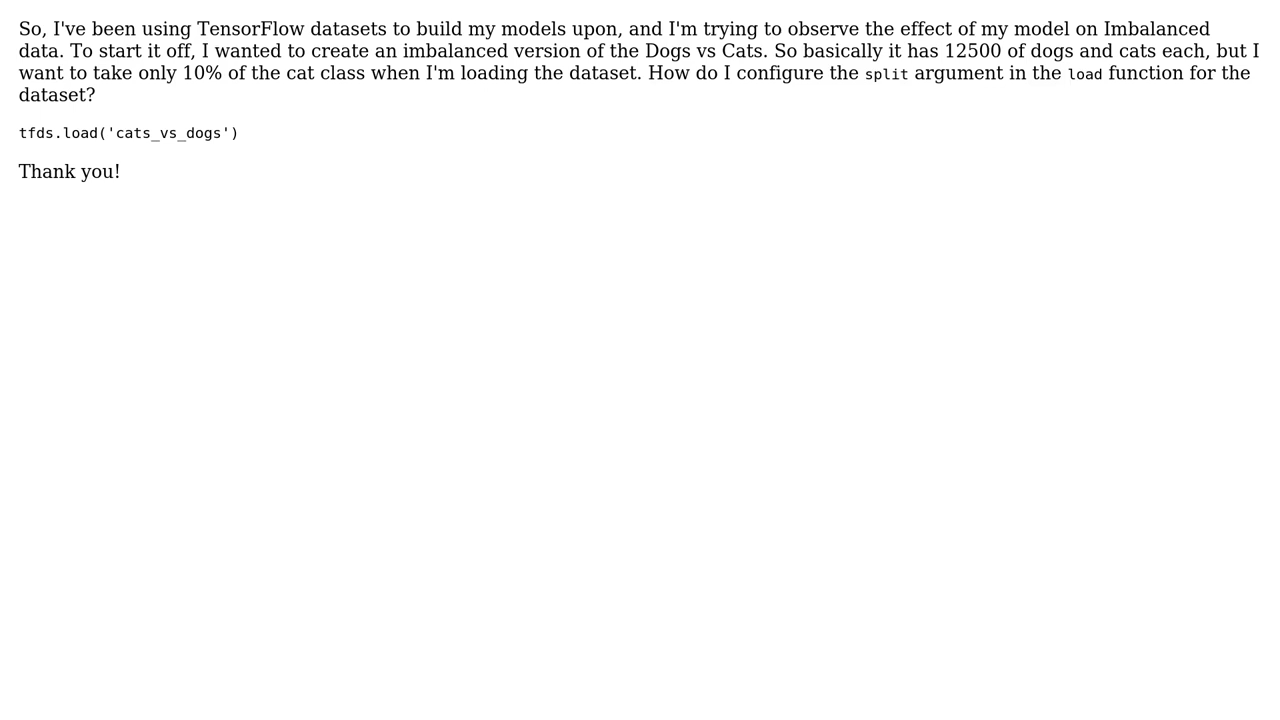 So, I've been using TensorFlow datasets to build my models upon, and I'm trying to observe the effect of my model on Imbalanced
data. To start it off, I wanted to create an imbalanced version of the Dogs vs Cats. So basically it has 12500 of dogs and cats each, but I
want to take only 10% of the cat class when I'm loading the dataset. How do I configure the split argument in the load function for the
dataset?
tfds.load('cats_vs_dogs')
Thank you!